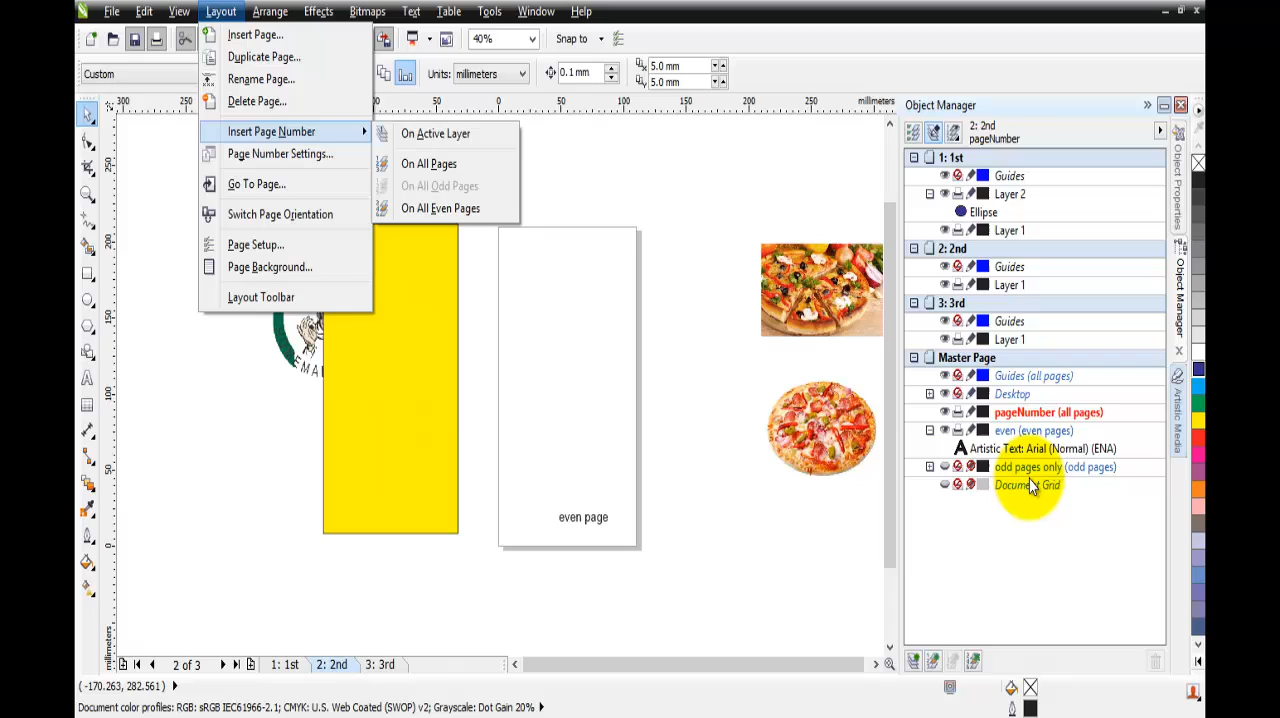 File Edit View Layout Arrange Effects Bitmaps Text Table Tools Window Help
40% Snap to
Custom Units: millimeters 0.1 mm 5.0 mm
5.0 mm
Insert Page...
Duplicate Page...
Rename Page...
Delete Page...
Insert Page Number
Page Number Settings...
Go To Page...
Switch Page Orientation
Page Setup...
Page Background...
Layout Toolbar
On Active Layer
On All Pages
On All Odd Pages
On All Even Pages
300 250 50 0 50 100 150 200 250 millimeters
250
200
150
100
50
0
millimeters
EMAI
even page
Object Manager
2: 2nd
pageNumber
1: 1st
Guides
Layer 2
Ellipse
Layer 1
2: 2nd
Guides
Layer 1
3: 3rd
Guides
Layer 1
Master Page
Guides (all pages)
Desktop
pageNumber (all pages)
even (even pages)
Artistic Text: Arial (Normal) (ENA)
odd pages only (odd pages)
Document Grid
Object Properties
Object Manager
Artistic Media
2 of 3 1: 1st 2: 2nd 3: 3rd
(-170.263, 282.561)
Document color profiles: RGB: sRGB IEC61966-2.1; CMYK: U.S. Web Coated (SWOP) v2; Grayscale: Dot Gain 20%